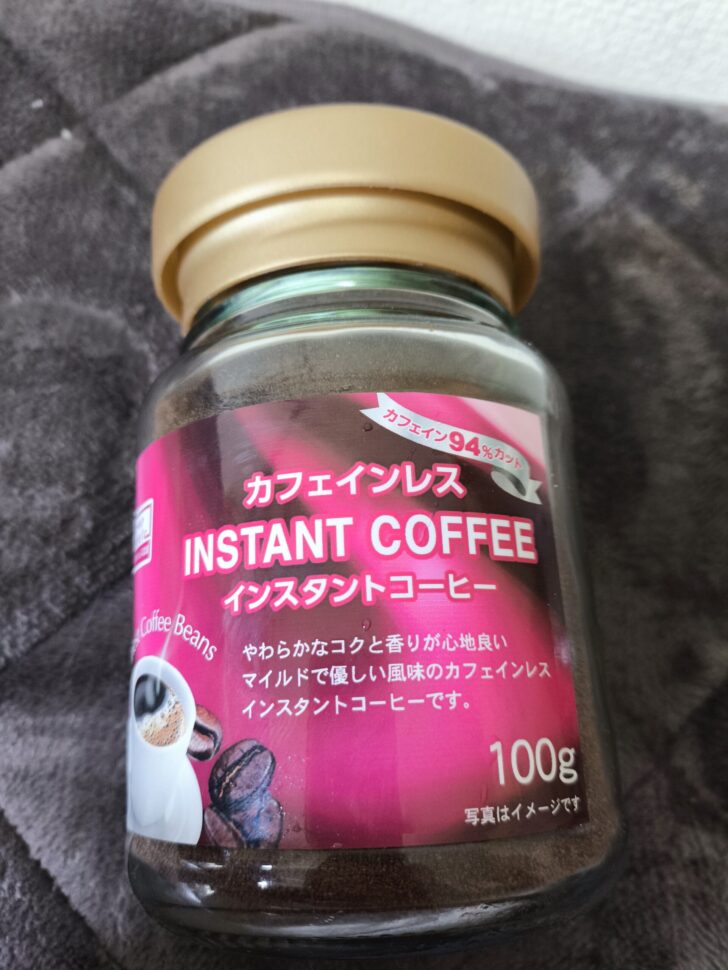 カフェイン94%カット
カフェインレス
INSTANT COFFEE
インスタントコーヒー
Coffee Beans
やわらかなコクと香りが心地良い
マイルドで優しい風味のカフェインレス
インスタントコーヒーです。
100g
写真はイメージです